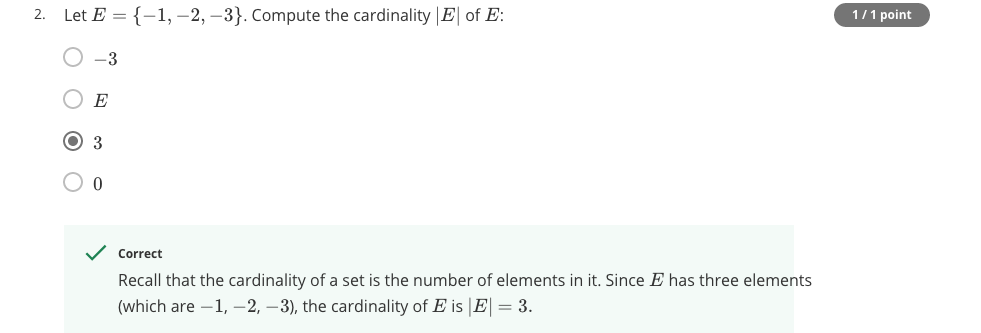 2. Let E = {−1, −2, −3}. Compute the cardinality |E| of E:
1 / 1 point
−3
E
3
0
Correct
Recall that the cardinality of a set is the number of elements in it. Since E has three elements
(which are −1, −2, −3), the cardinality of E is |E| = 3.